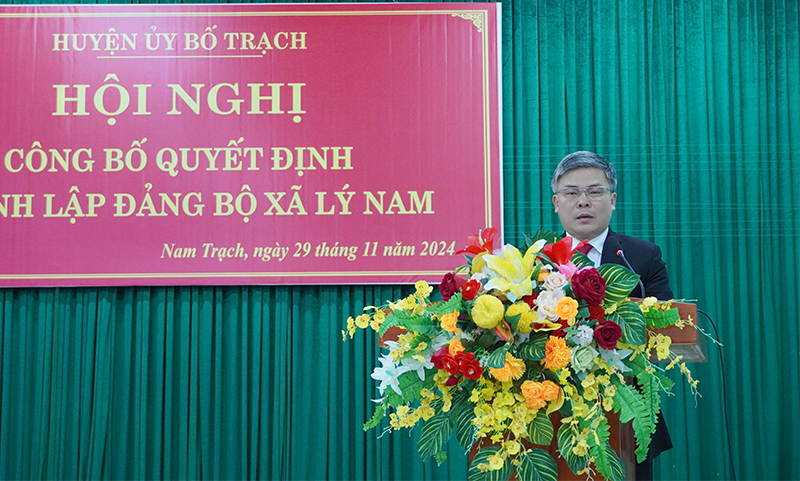 HUYỆN ỦY BỐ TRẠCH
HỘI NGHỊ
CÔNG BỐ QUYẾT ĐỊNH
NH LẬP ĐẢNG BỘ XÃ LÝ NAM
Nam Trạch, ngày 29 tháng 11 năm 2024